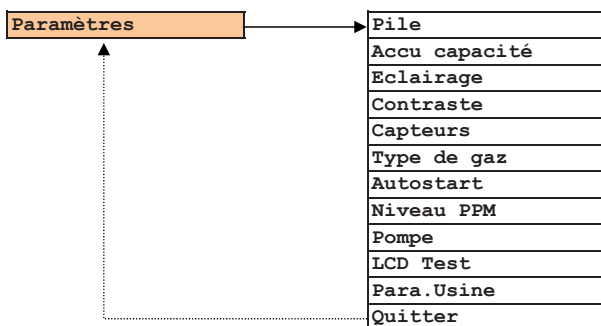 Paramètres
Pile
Accu capacité
Eclairage
Contraste
Capteurs
Type de gaz
Autostart
Niveau PPM
Pompe
LCD Test
Para.Usine
Quitter